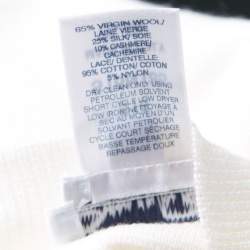 65% VIRGIN WOOL/
LAINE VIERGE
25% SILK/ SOIE
10% CASHMERE/
CACHEMIRE
LACE/ DENTELLE:
95% COTTON/ COTON
5% NYLON
DRY CLEAN ONLY USING
PETROLEUM SOLVENT
SHORT CYCLE LOW DRYER
LOW IRON
NETTOYAGE À
SEC AU MOYEN D'UN
SOLVANT PETROLIER
CYCLE COURT SÉCHAGE
BASSE TEMPÉRATURE
REPASSAGE DOUX